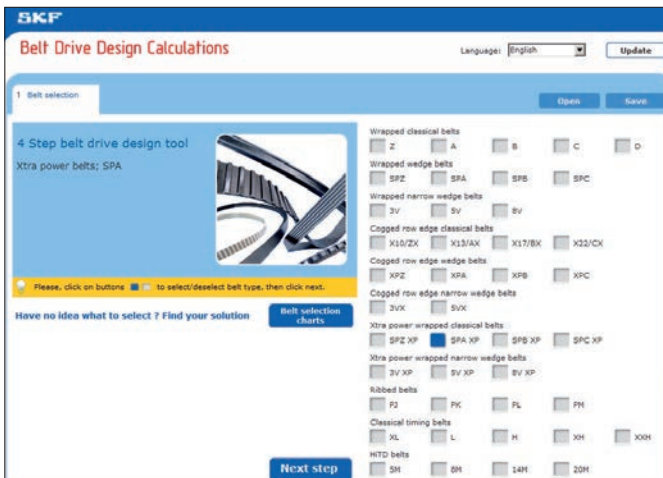 SKF
Belt Drive Design Calculations
Language: English
Update
1 Belt selection
Open
Save
4 Step belt drive design tool
Xtra power belts; SPA
Please, click on buttons to select/deselect belt type, then click next.
Have no idea what to select ? Find your solution
Belt selection
charts
Next step
Wrapped classical belts
Z A B C D
Wrapped wedge belts
SPZ SPA SPB SPC
Wrapped narrow wedge belts
3V 5V 8V
Cogged row edge classical belts
X10/ZX X13/AX X17/BX X22/CX
Cogged row edge wedge belts
XPZ XPA XPB XPC
Cogged row edge narrow wedge belts
3VX 5VX
Xtra power wrapped classical belts
SPZ XP SPA XP SPB XP SPC XP
Xtra power wrapped narrow wedge belts
3V XP 5V XP 8V XP
Ribbed belts
PJ PK PL PM
Classical timing belts
XL L H XH XXH
HiTD belts
5M 8M 14M 20M